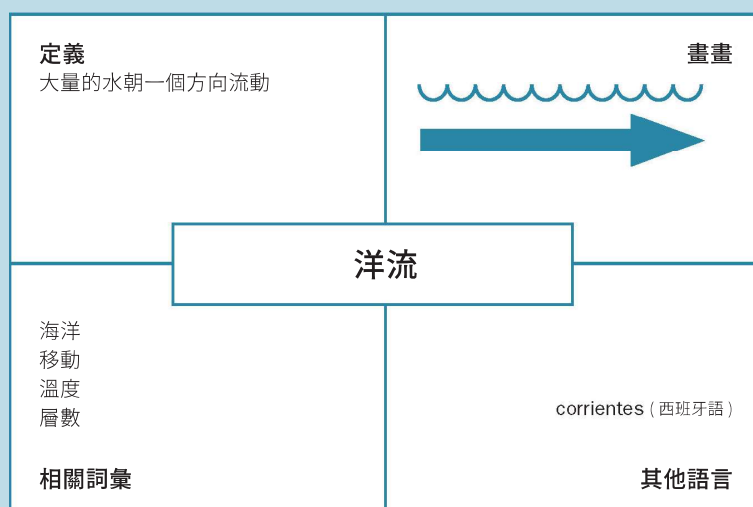 定義
大量的水朝一個方向流動
畫畫
洋流
海洋
移動
溫度
層數
相關詞彙
corrientes ( 西班牙語 )
其他語言